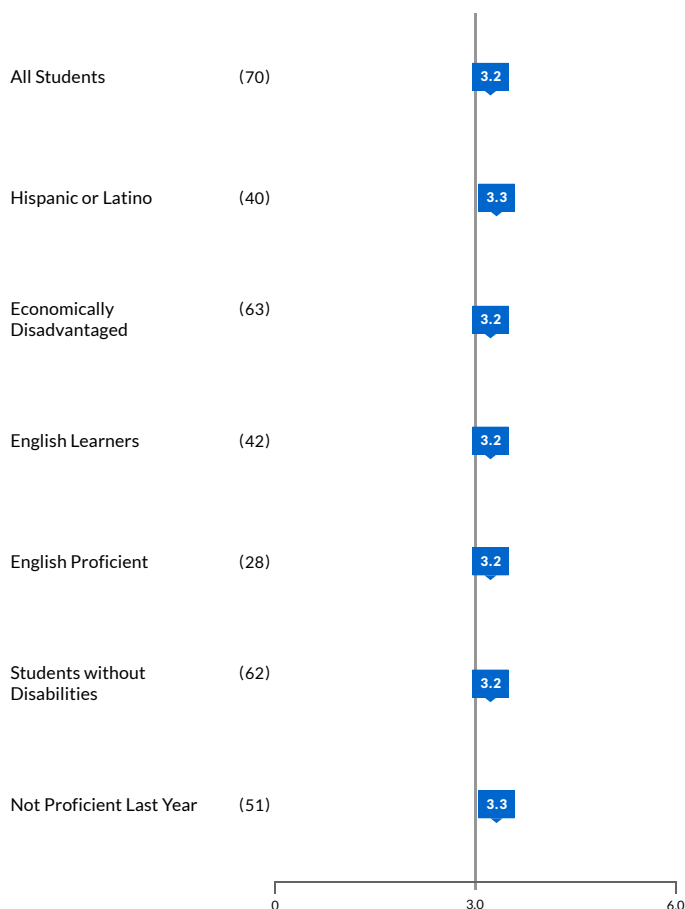 All Students (70) 3.2
Hispanic or Latino (40) 3.3
Economically (63)
Disadvantaged 3.2
English Learners (42) 3.2
English Proficient (28) 3.2
Students without (62)
Disabilities 3.2
Not Proficient Last Year (51) 3.3
0 3.0 6.0